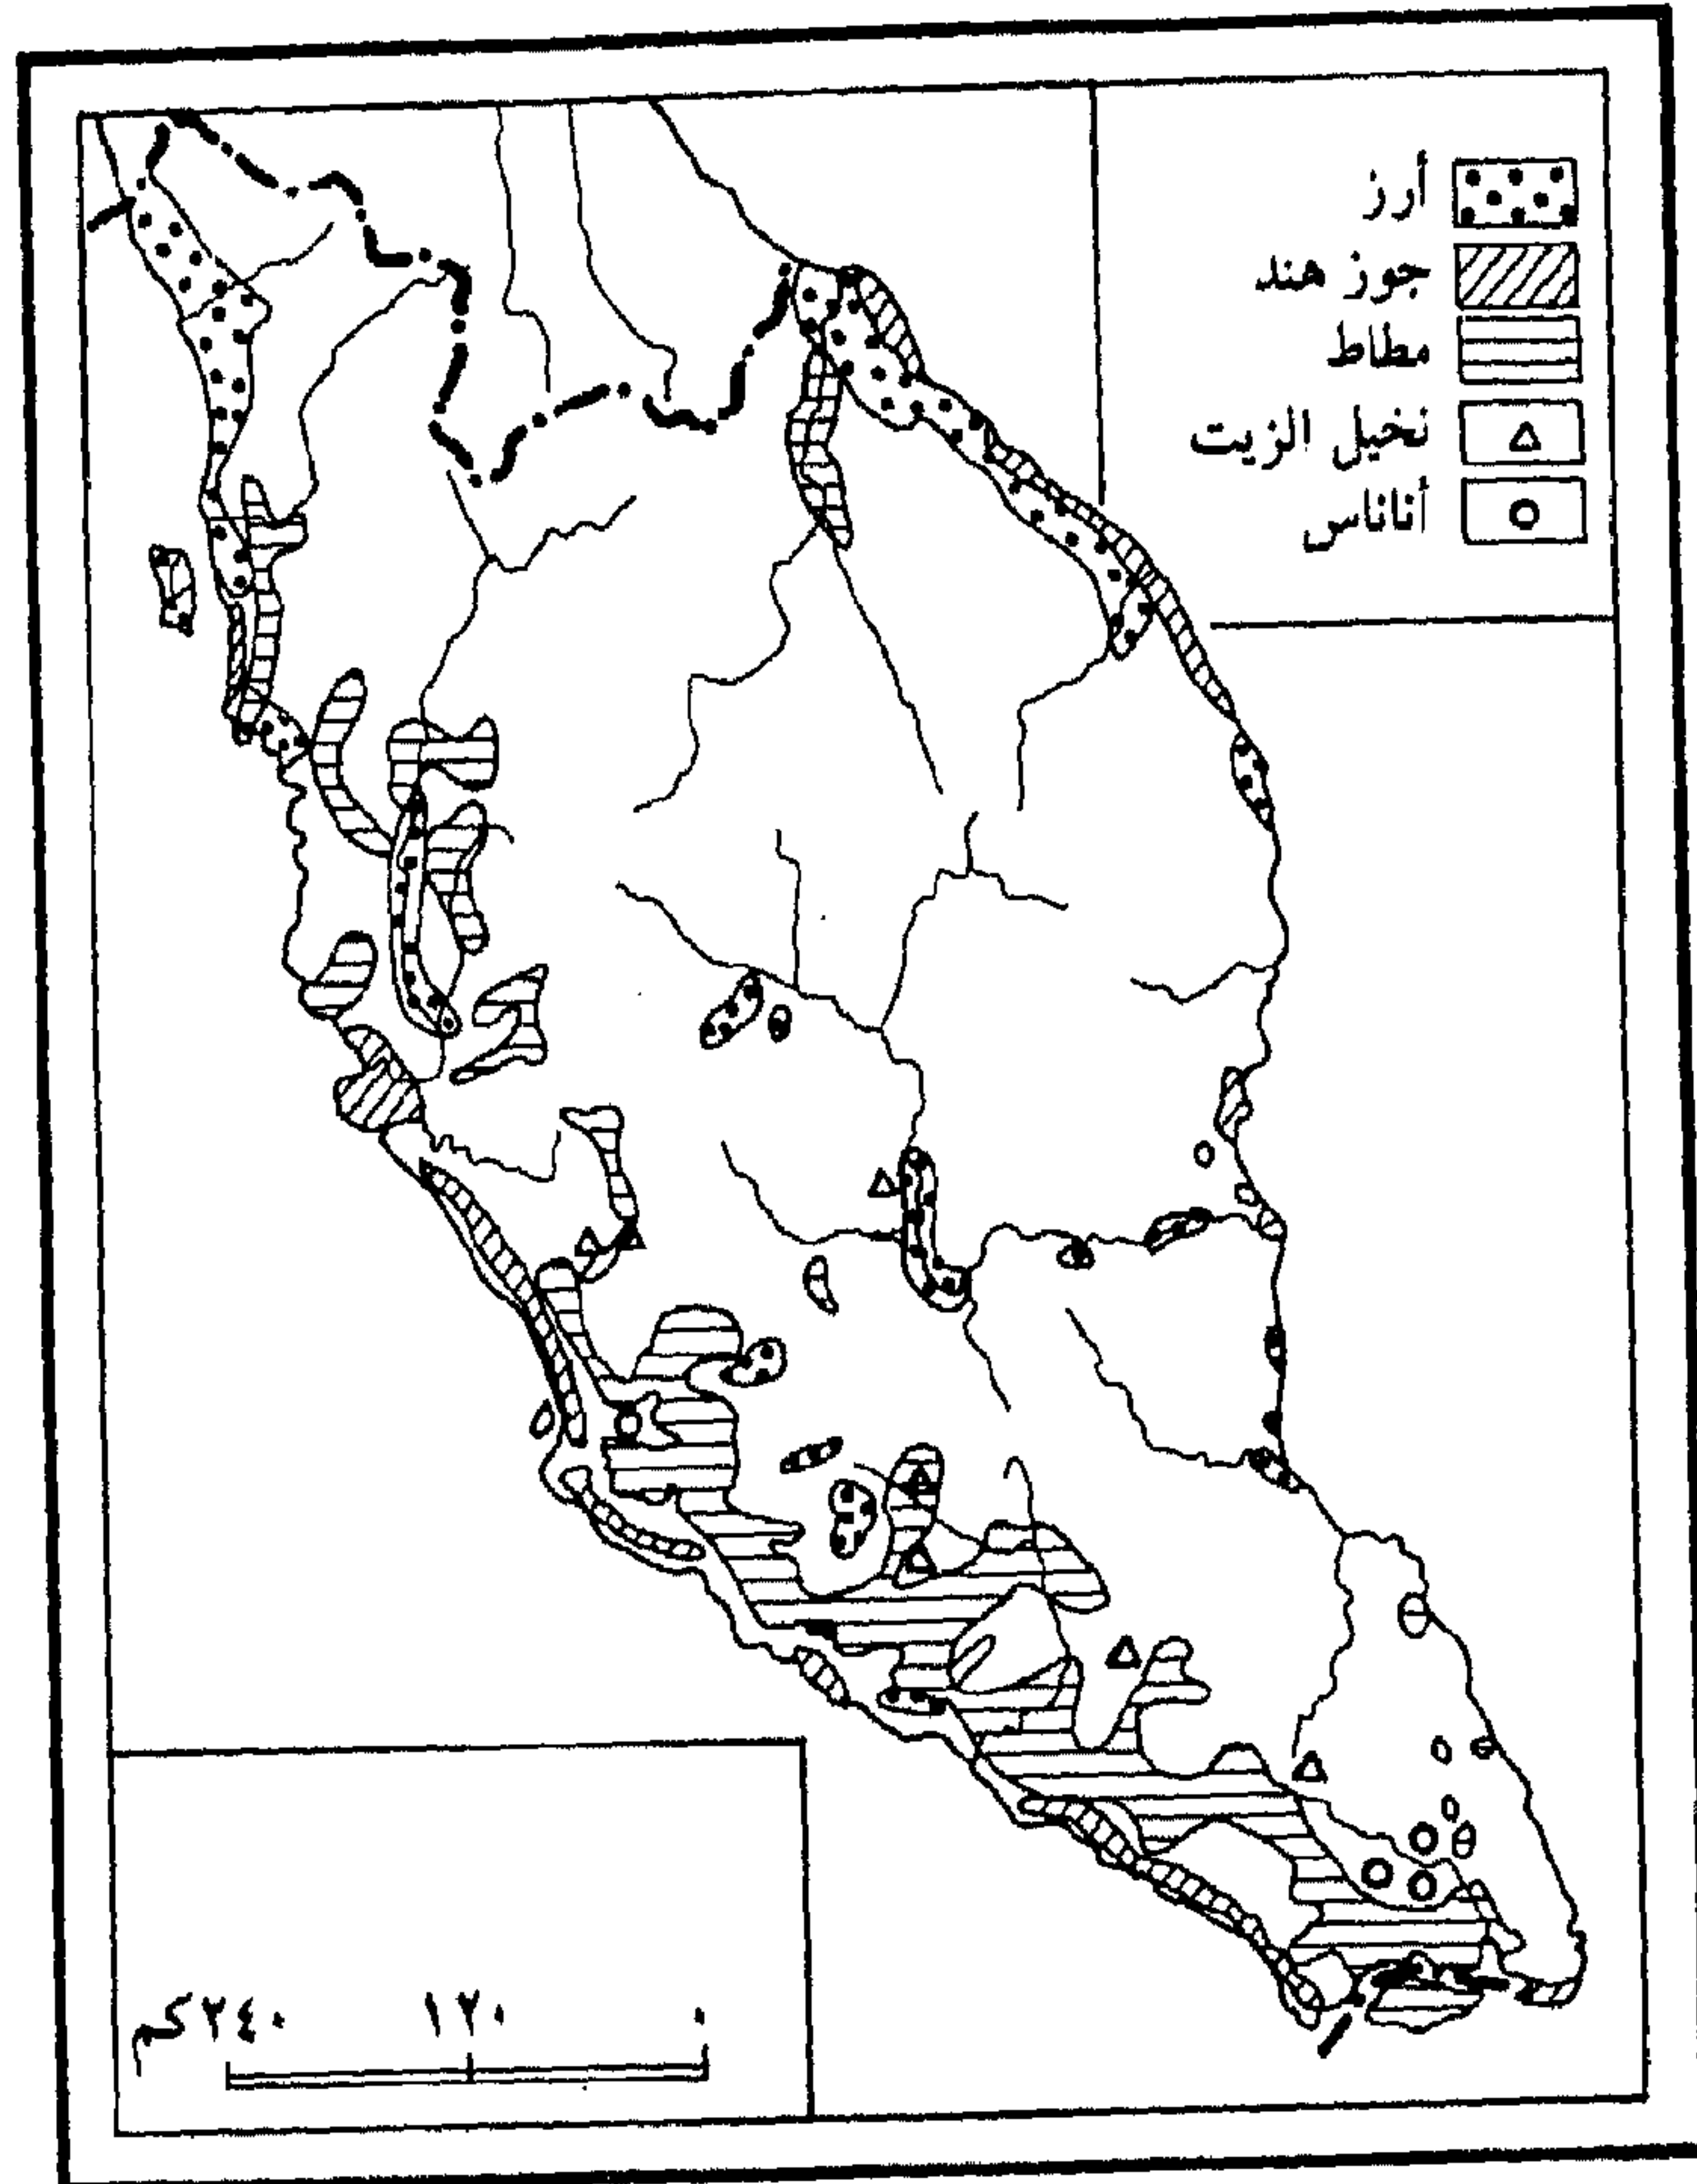 أرز
جوز هند
مطاط
نخيل الزيت
أناناس
٢٤٠كم ١٢٠ ٠